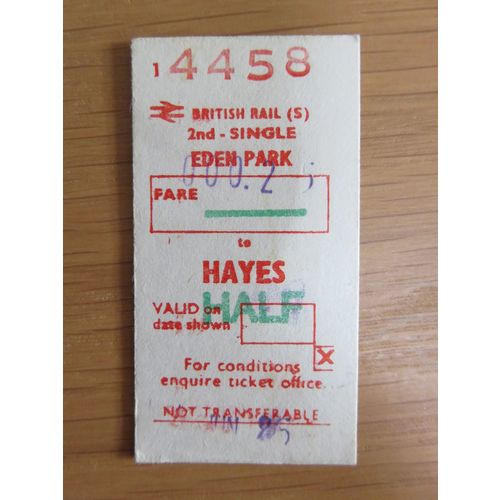 1 4458
BRITISH RAIL (S)
2nd - SINGLE
EDEN PARK
000.2
FARE
to
HAYES
HALF
VALID on
date shown
X
For conditions
enquire ticket office.
NOT TRANSFERABLE
JUN